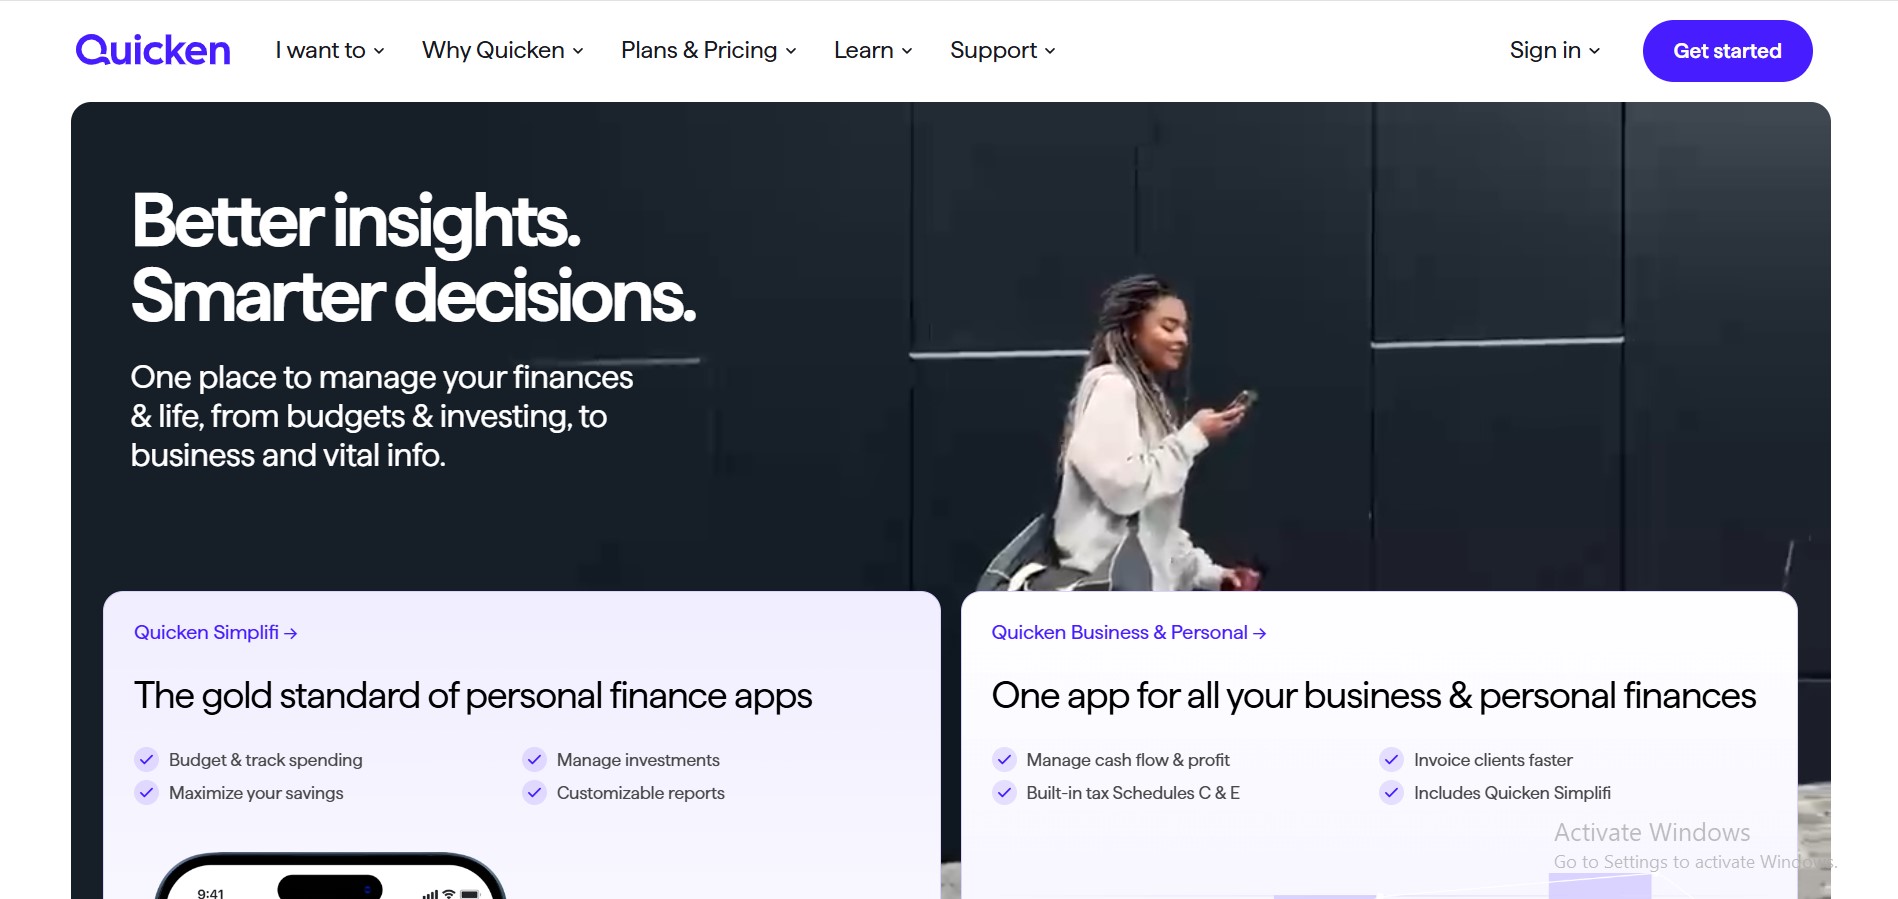 Quicken
I want to
Why Quicken
Plans & Pricing
Learn
Support
Sign in
Get started
Better insights.
Smarter decisions.
One place to manage your finances
& life, from budgets & investing, to
business and vital info.
Quicken Simplifi →
The gold standard of personal finance apps
Budget & track spending
Manage investments
Maximize your savings
Customizable reports
9:41
Quicken Business & Personal →
One app for all your business & personal finances
Manage cash flow & profit
Invoice clients faster
Built-in tax Schedules C & E
Includes Quicken Simplifi
Activate Windows
Go to Settings to activate Windows.